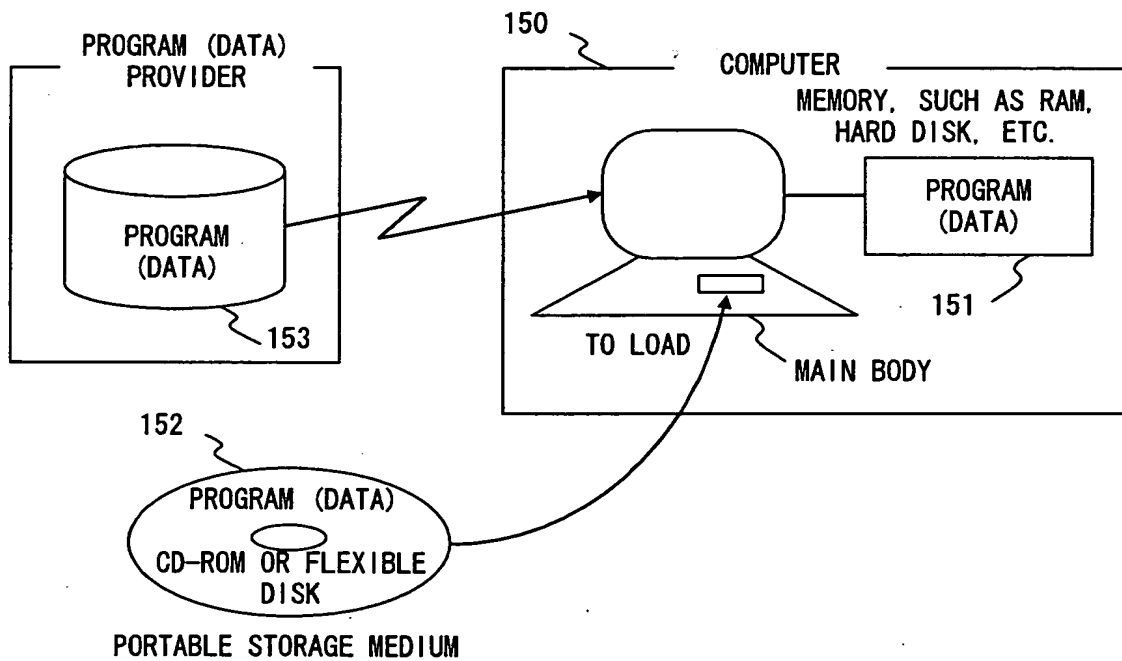 PROGRAM (DATA)
PROVIDER
PROGRAM
(DATA)
153
150
COMPUTER
MEMORY, SUCH AS RAM,
HARD DISK, ETC.
PROGRAM
(DATA)
151
TO LOAD
MAIN BODY
152
PROGRAM (DATA)
CD-ROM OR FLEXIBLE
DISK
PORTABLE STORAGE MEDIUM